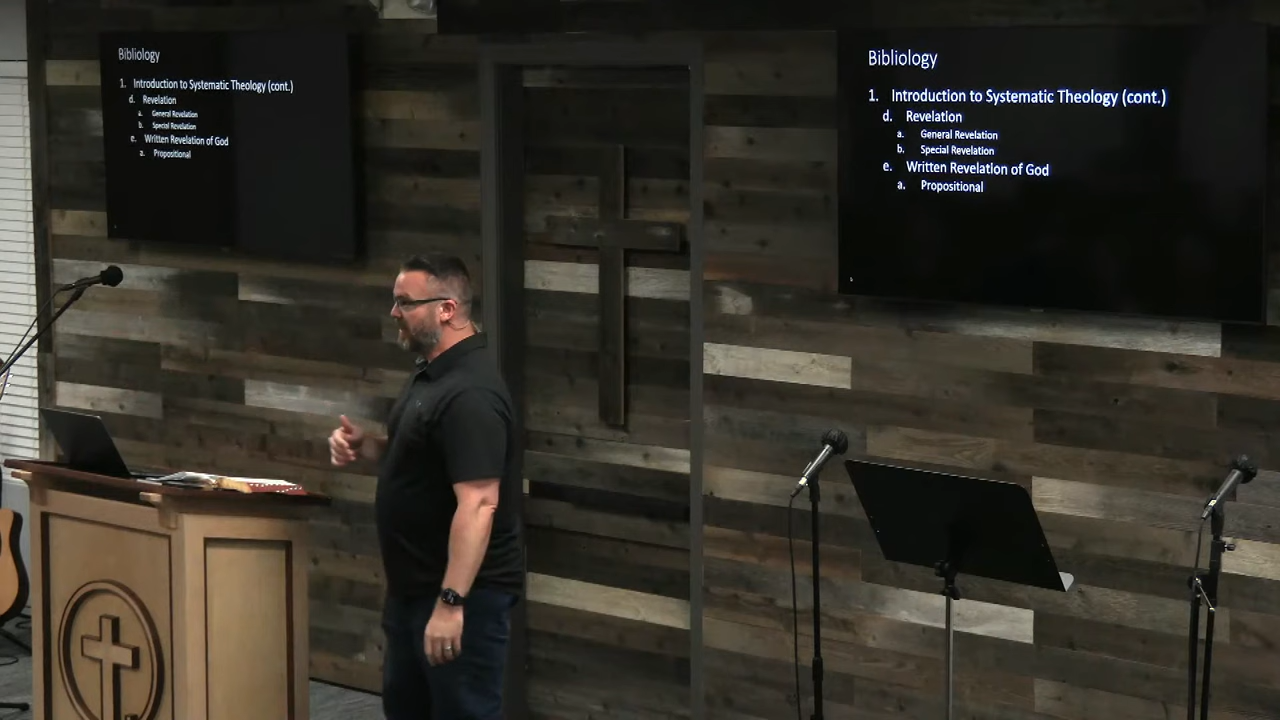 Bibliology
1. Introduction to Systematic Theology (cont.)
d. Revelation
a. General Revelation
b. Special Revelation
e. Written Revelation of God
a. Propositional
Bibliology
1. Introduction to Systematic Theology (cont.)
d. Revelation
a. General Revelation
b. Special Revelation
e. Written Revelation of God
a. Propositional